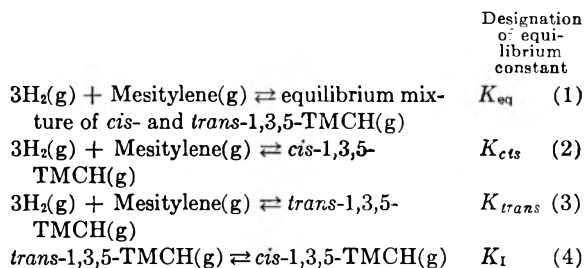 Designation
of equi-
librium
constant
3H₂(g) + Mesitylene(g) ⇄ equilibrium mix- K_eq (1)
ture of cis- and trans-1,3,5-TMCH(g)
3H₂(g) + Mesitylene(g) ⇄ cis-1,3,5- K_cis (2)
TMCH(g)
3H₂(g) + Mesitylene(g) ⇄ trans-1,3,5- K_trans (3)
TMCH(g)
trans-1,3,5-TMCH(g) ⇄ cis-1,3,5-TMCH(g) K_I (4)